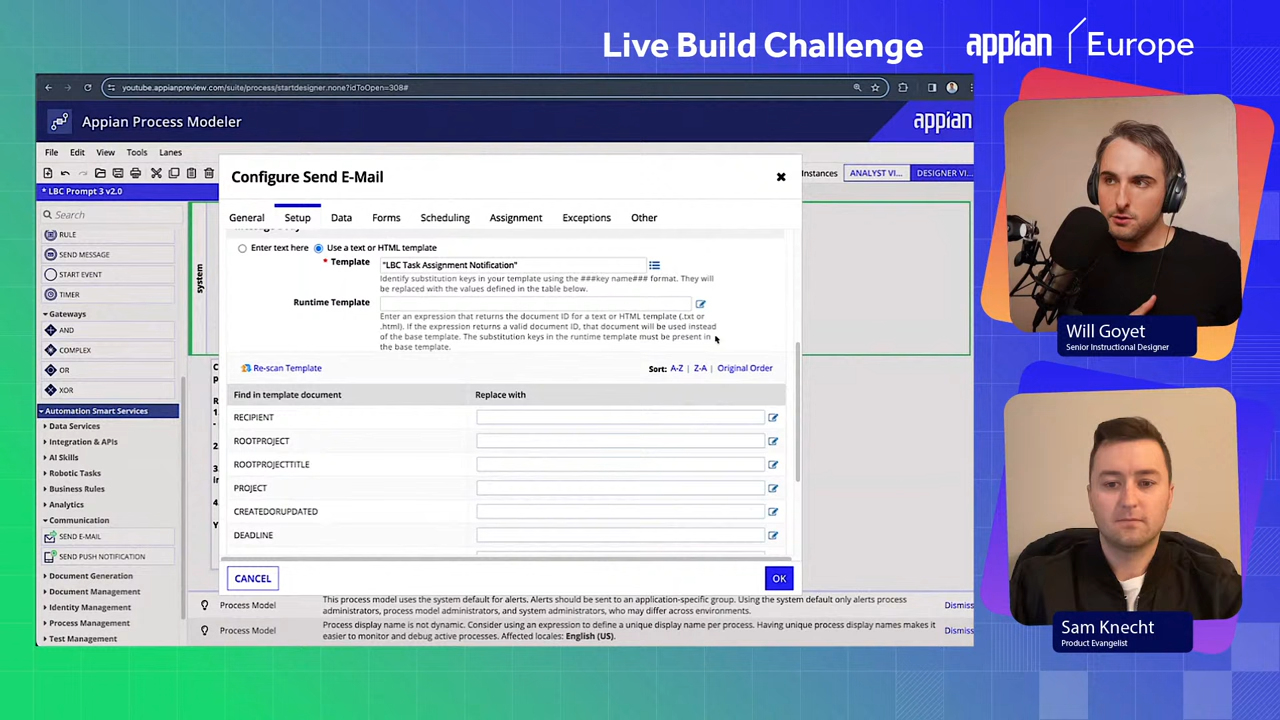 Live Build Challenge
appian Europe
youtube.appianpreview.com/suite/process/startdesigner.none?idToOpen=308#
Appian Process Modeler
appian
File Edit View Tools Lanes
Instances
ANALYST VI...
DESIGNER VI...
* LBC Prompt 3 v2.0
Search
RULE
SEND MESSAGE
START EVENT
TIMER
Gateways
AND
COMPLEX
OR
XOR
Automation Smart Services
Data Services
Integration & APIs
AI Skills
Robotic Tasks
Business Rules
Analytics
Communication
SEND E-MAIL
SEND PUSH NOTIFICATION
Document Generation
Document Management
Identity Management
Process Management
Test Management
system
Configure Send E-Mail
General Setup Data Forms Scheduling Assignment Exceptions Other
Enter text here Use a text or HTML template
* Template "LBC Task Assignment Notification"
Identify substitution keys in your template using the ###key name### format. They will
be replaced with the values defined in the table below.
Runtime Template
Enter an expression that returns the document ID for a text or HTML template (.txt or
.html). If the expression returns a valid document ID, that document will be used instead
of the base template. The substitution keys in the runtime template must be present in
the base template.
Re-scan Template
Sort: A-Z | Z-A | Original Order
Find in template document Replace with
RECIPIENT
ROOTPROJECT
ROOTPROJECTTITLE
PROJECT
CREATEDORUPDATED
DEADLINE
CANCEL
OK
Process Model This process model uses the system default for alerts. Alerts should be sent to an application-specific group. Using the system default only alerts process
administrators, process model administrators, and system administrators, who may differ across environments.
Dismiss
Process Model Process display name is not dynamic. Consider using an expression to define a unique display name per process. Having unique process display names makes it
easier to monitor and debug active processes. Affected locales: English (US).
Dismiss
Will Goyet
Senior Instructional Designer
Sam Knecht
Product Evangelist